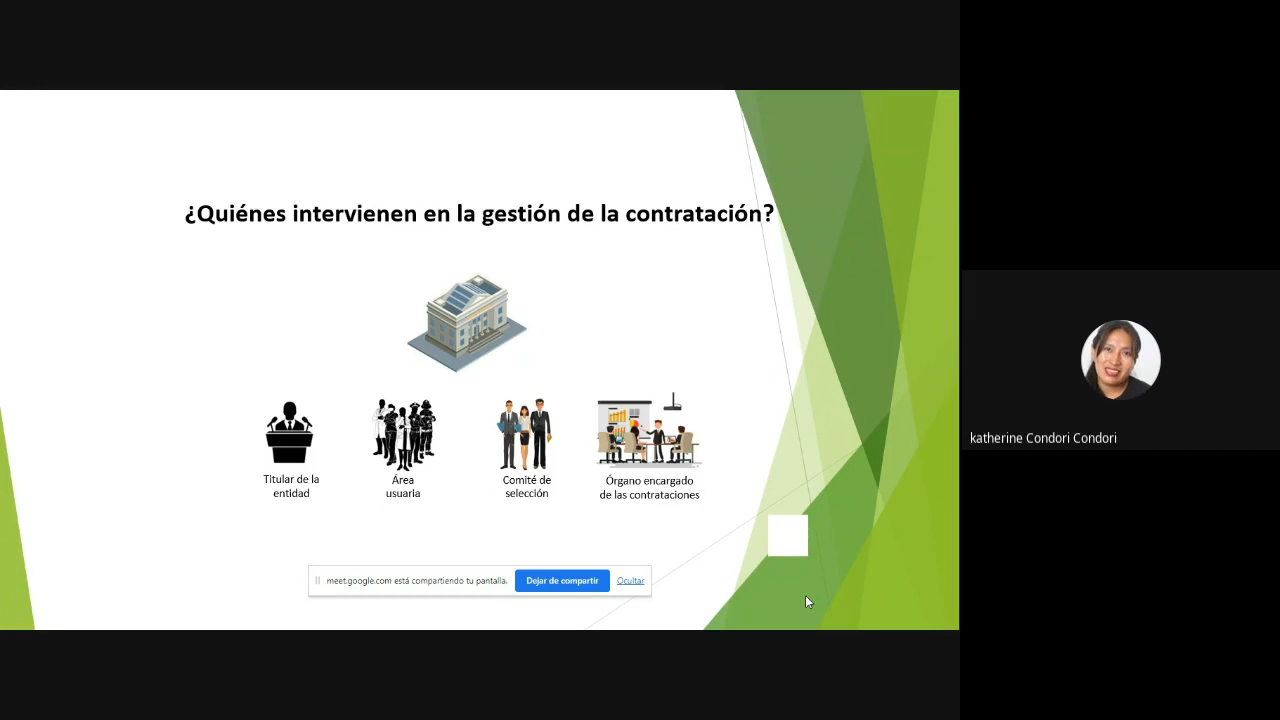 ¿Quiénes intervienen en la gestión de la contratación?
Titular de la
entidad
Área
usuaria
Comité de
selección
Órgano encargado
de las contrataciones
meet.google.com está compartiendo tu pantalla.
Dejar de compartir
Ocultar
katherine Condori Condori